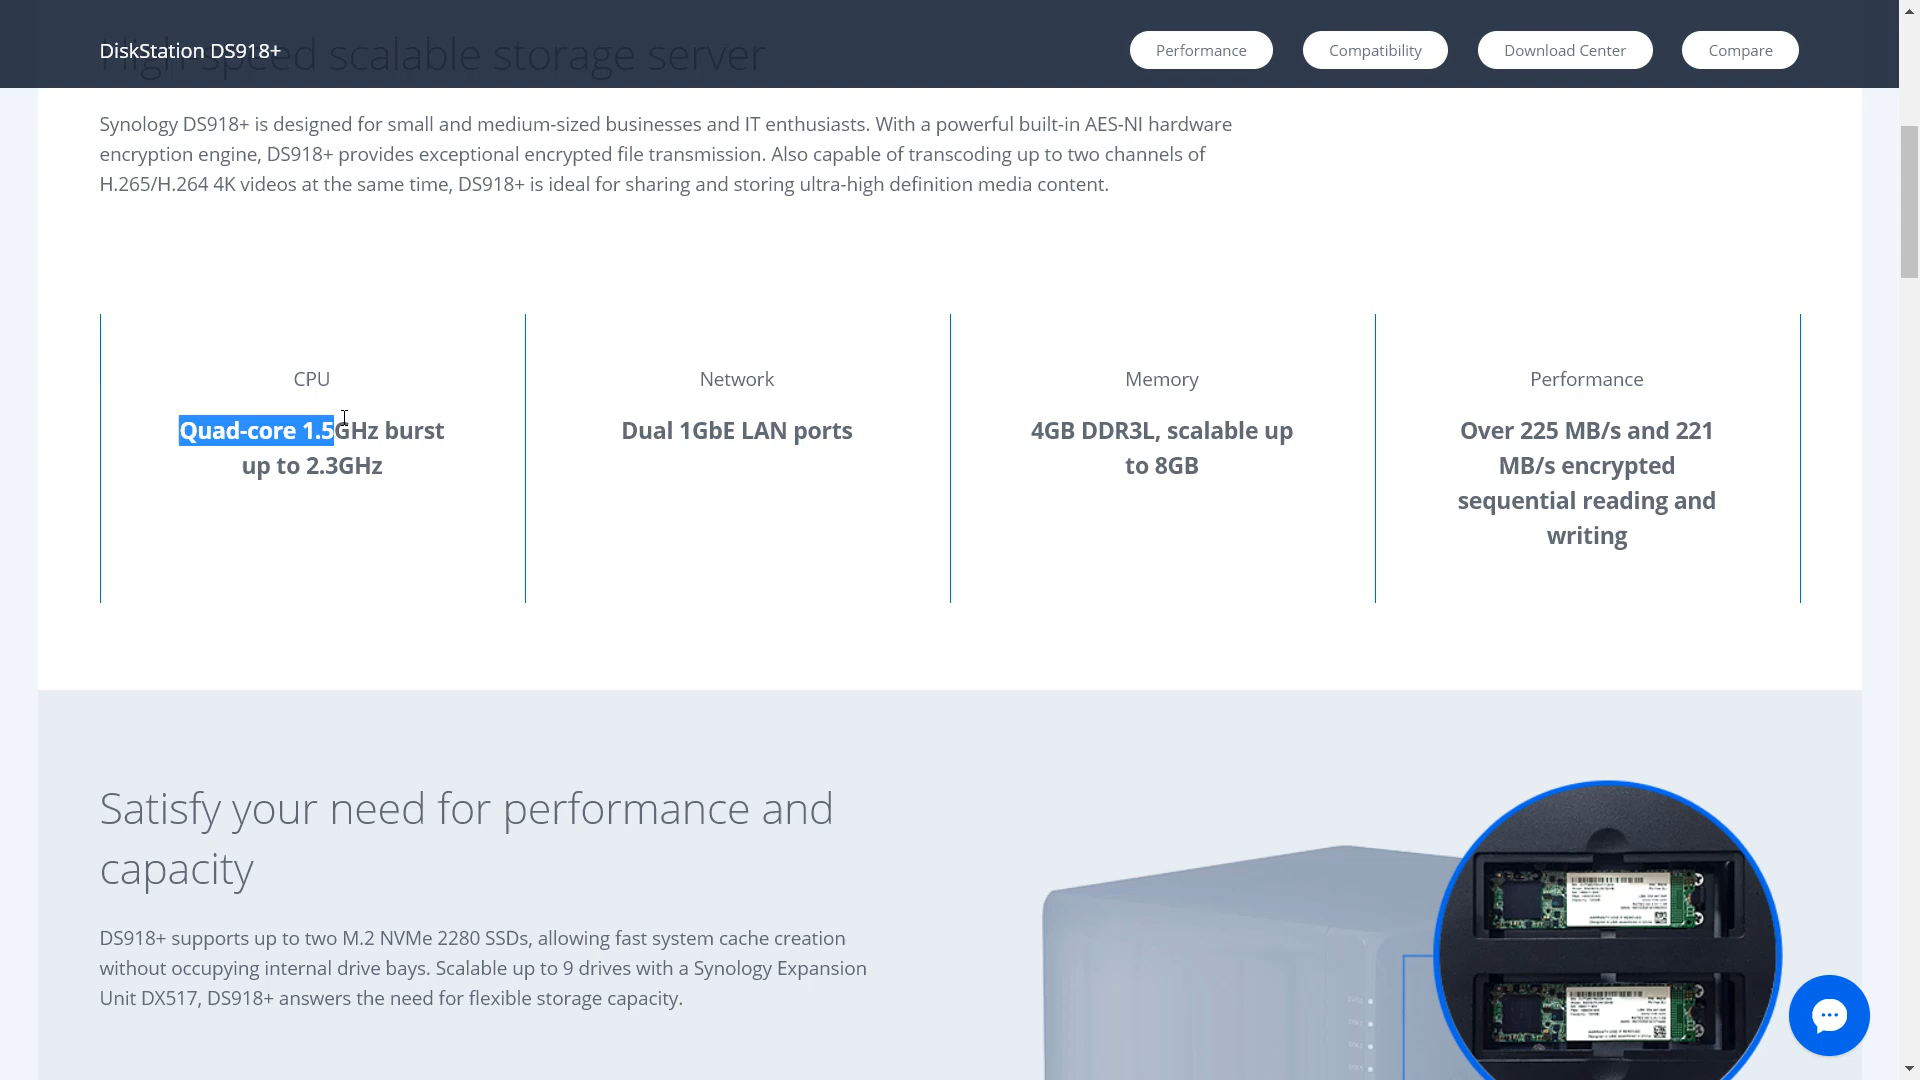 DiskStation DS918+
High-speed scalable storage server
Performance
Compatibility
Download Center
Compare
Synology DS918+ is designed for small and medium-sized businesses and IT enthusiasts. With a powerful built-in AES-NI hardware
encryption engine, DS918+ provides exceptional encrypted file transmission. Also capable of transcoding up to two channels of
H.265/H.264 4K videos at the same time, DS918+ is ideal for sharing and storing ultra-high definition media content.
CPU
Quad-core 1.5GHz burst
up to 2.3GHz
Network
Dual 1GbE LAN ports
Memory
4GB DDR3L, scalable up
to 8GB
Performance
Over 225 MB/s and 221
MB/s encrypted
sequential reading and
writing
Satisfy your need for performance and
capacity
DS918+ supports up to two M.2 NVMe 2280 SSDs, allowing fast system cache creation
without occupying internal drive bays. Scalable up to 9 drives with a Synology Expansion
Unit DX517, DS918+ answers the need for flexible storage capacity.